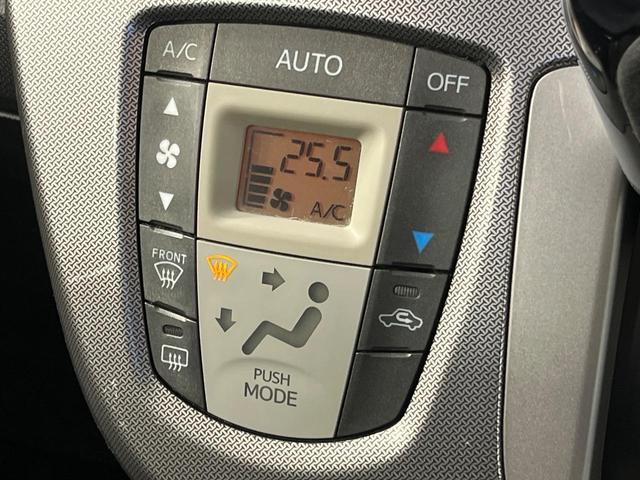 A/C
AUTO
OFF
25.5
A/C
FRONT
PUSH
MODE